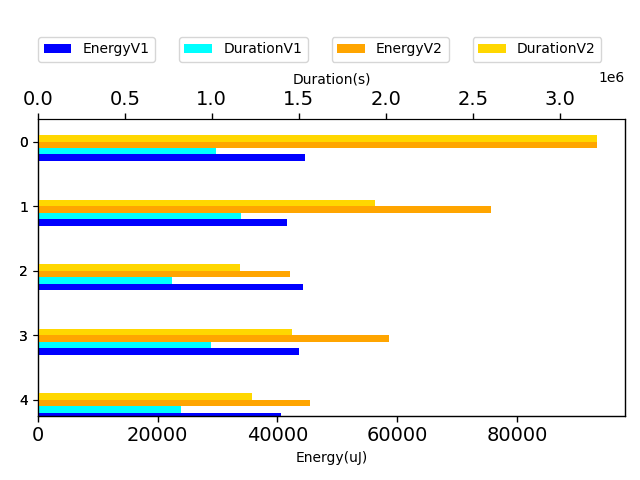 EnergyV1 DurationV1 EnergyV2 DurationV2
Duration(s)
1e6
0.0 0.5 1.0 1.5 2.0 2.5 3.0
0
1
2
3
4
0 20000 40000 60000 80000
Energy(uJ)